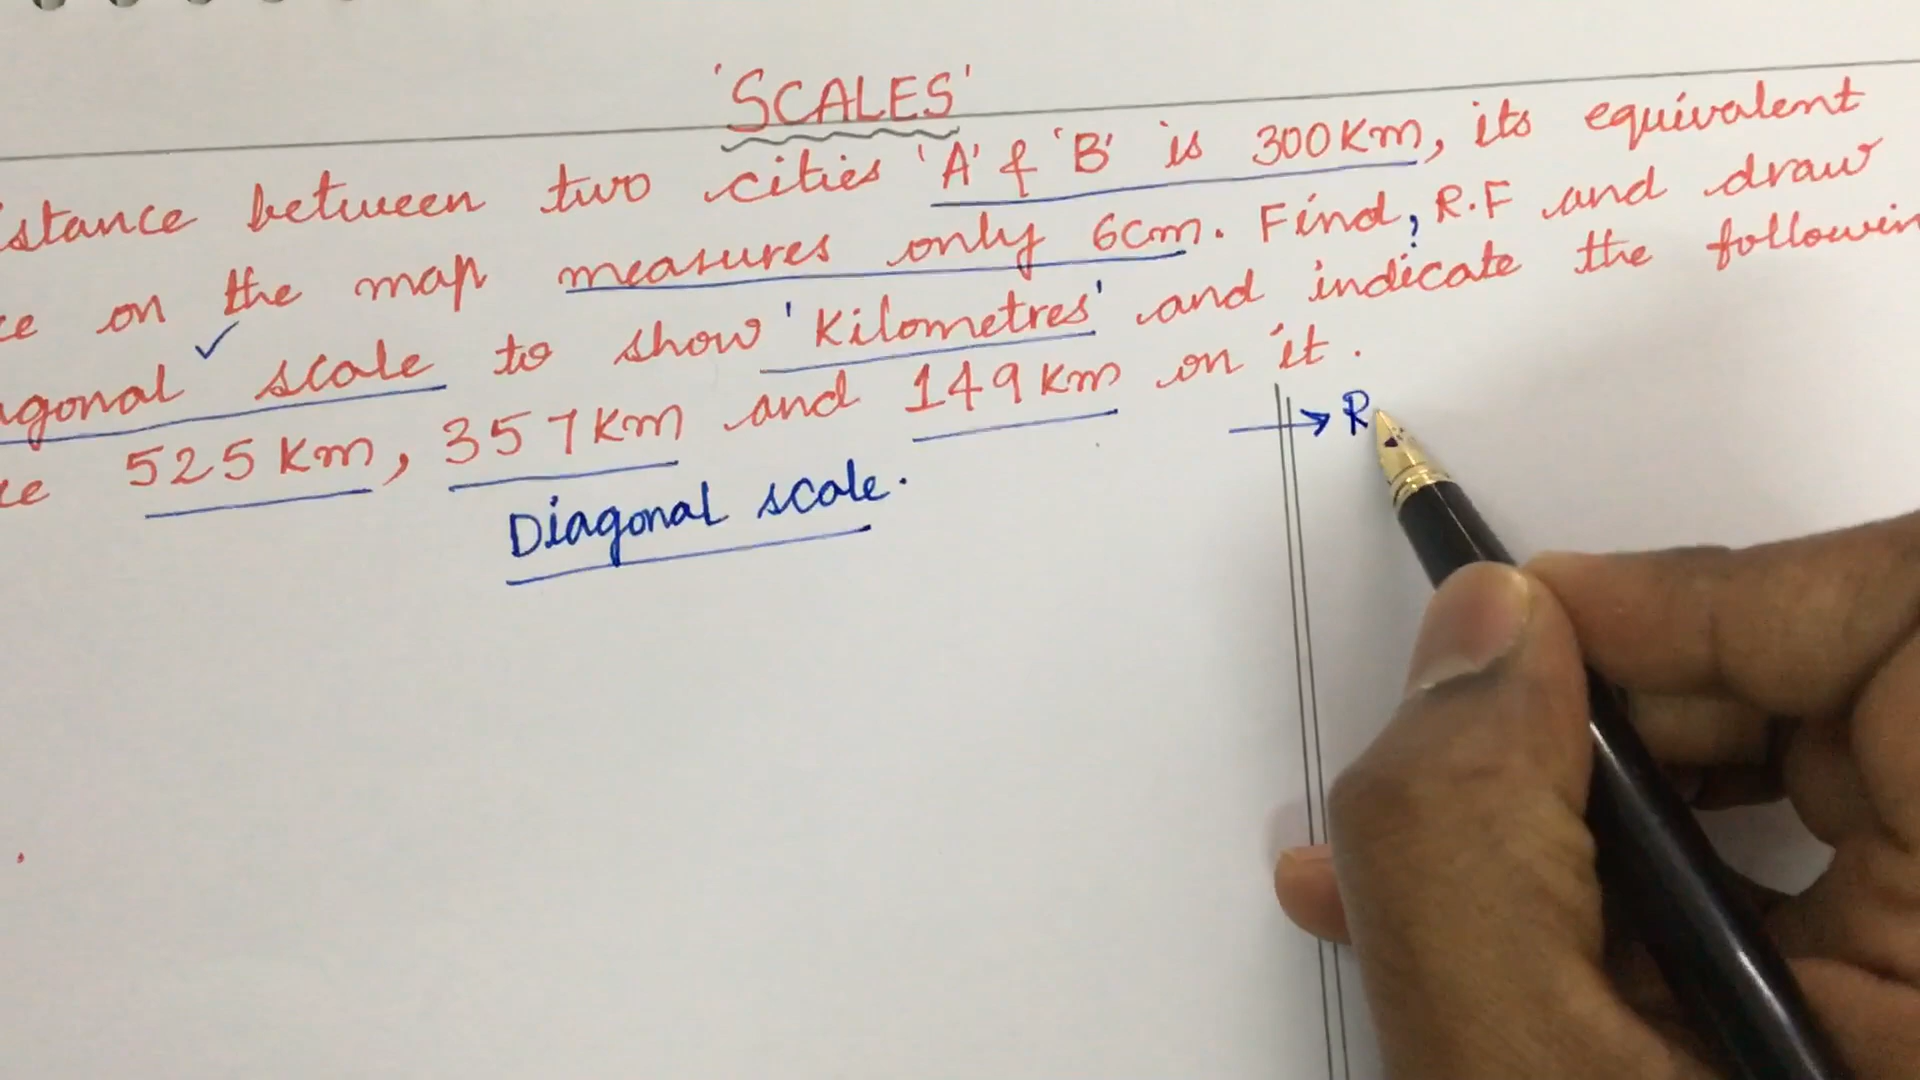 'SCALES'
istance between two cities 'A' & 'B' is 300Km, its equivalent
ce on the map measures only 6cm. Find, R.F and draw
agonal scale to show 'Kilometres' and indicate the followin
ce 525Km, 357Km and 149Km on it.
Diagonal scale.
→ R